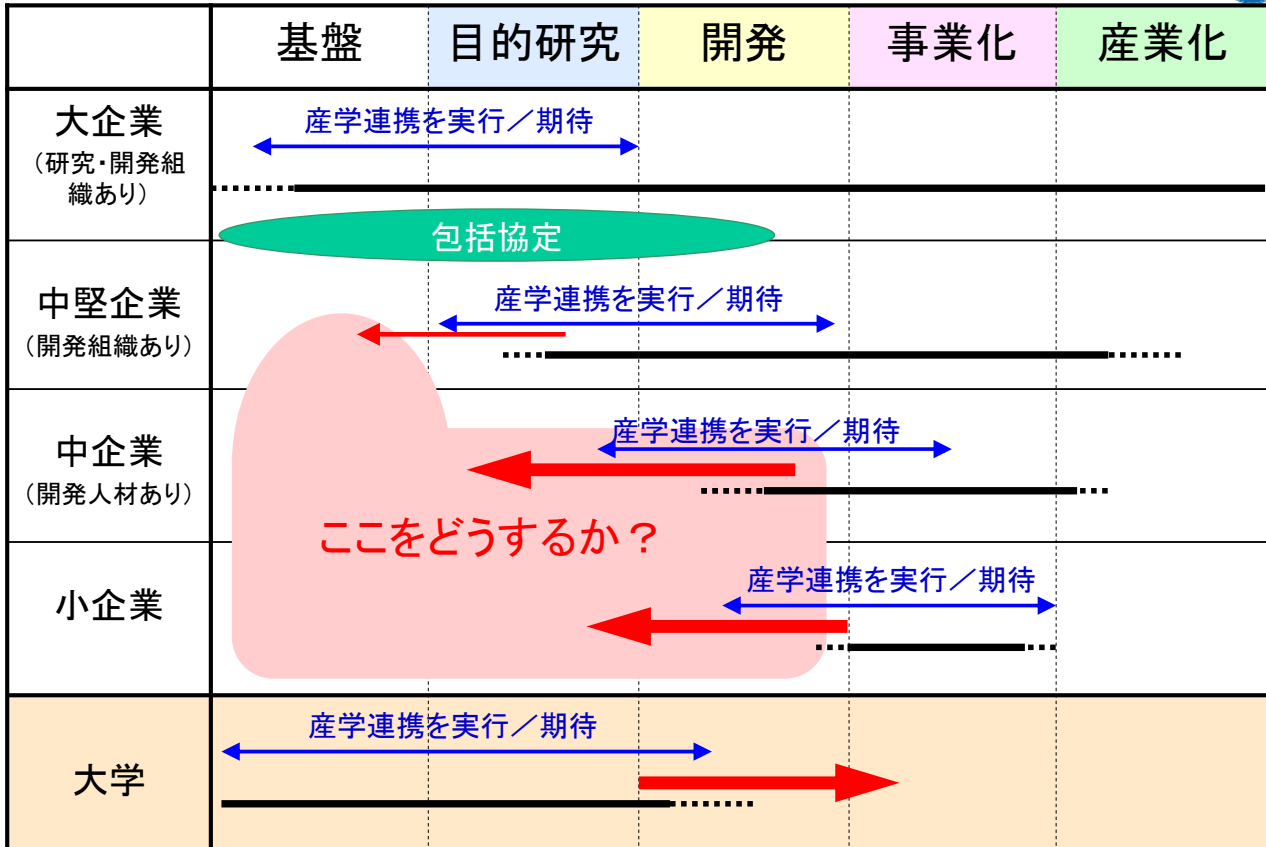 基盤
目的研究
開発
事業化
産業化
大企業
（研究・開発組
織あり）
産学連携を実行／期待
包括協定
中堅企業
（開発組織あり）
産学連携を実行／期待
中企業
（開発人材あり）
産学連携を実行／期待
ここをどうするか？
小企業
産学連携を実行／期待
大学
産学連携を実行／期待